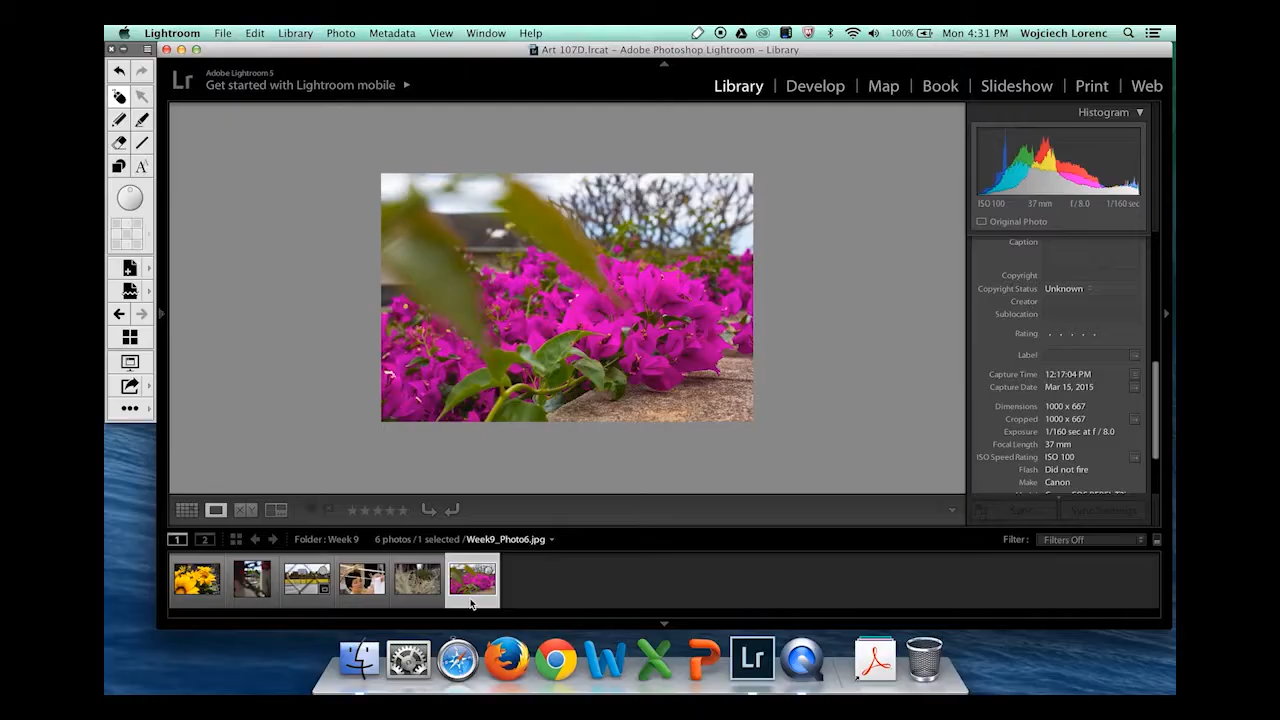 Lightroom File Edit Library Photo Metadata View Window Help 100% Mon 4:31 PM Wojciech Lorenc
Art 107D.lrcat – Adobe Photoshop Lightroom – Library
Lr Adobe Lightroom 5
Get started with Lightroom mobile
Library | Develop | Map | Book | Slideshow | Print | Web
Histogram
ISO 100 37 mm f / 8.0 1/160 sec
Original Photo
Caption
Copyright
Copyright Status Unknown
Creator
Sublocation
Rating
Label
Capture Time 12:17:04 PM
Capture Date Mar 15, 2015
Dimensions 1000 x 667
Cropped 1000 x 667
Exposure 1/160 sec at f / 8.0
Focal Length 37 mm
ISO Speed Rating ISO 100
Flash Did not fire
Make Canon
A
X Y
1 2 Folder: Week 9 6 photos / 1 selected / Week9_Photo6.jpg Filter: Filters Off
W X P Lr